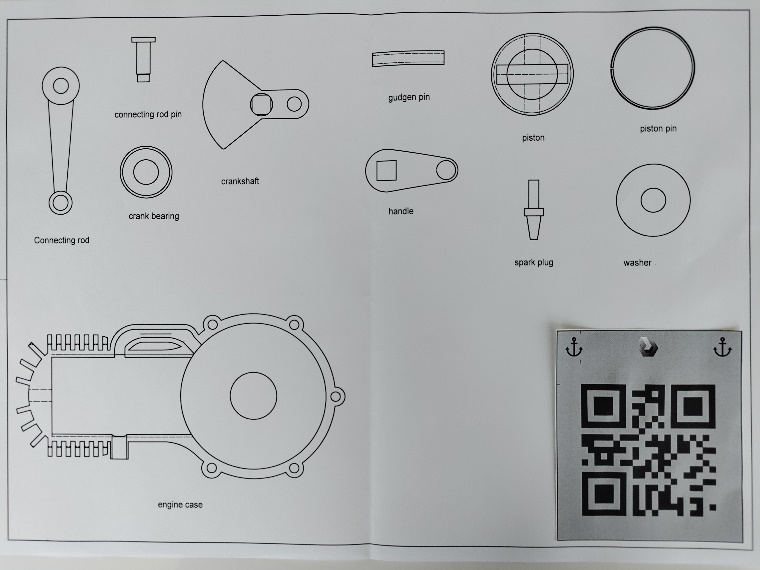 connecting rod pin
gudgen pin
piston
piston pin
crankshaft
crank bearing
handle
Connecting rod
spark plug
washer
engine case